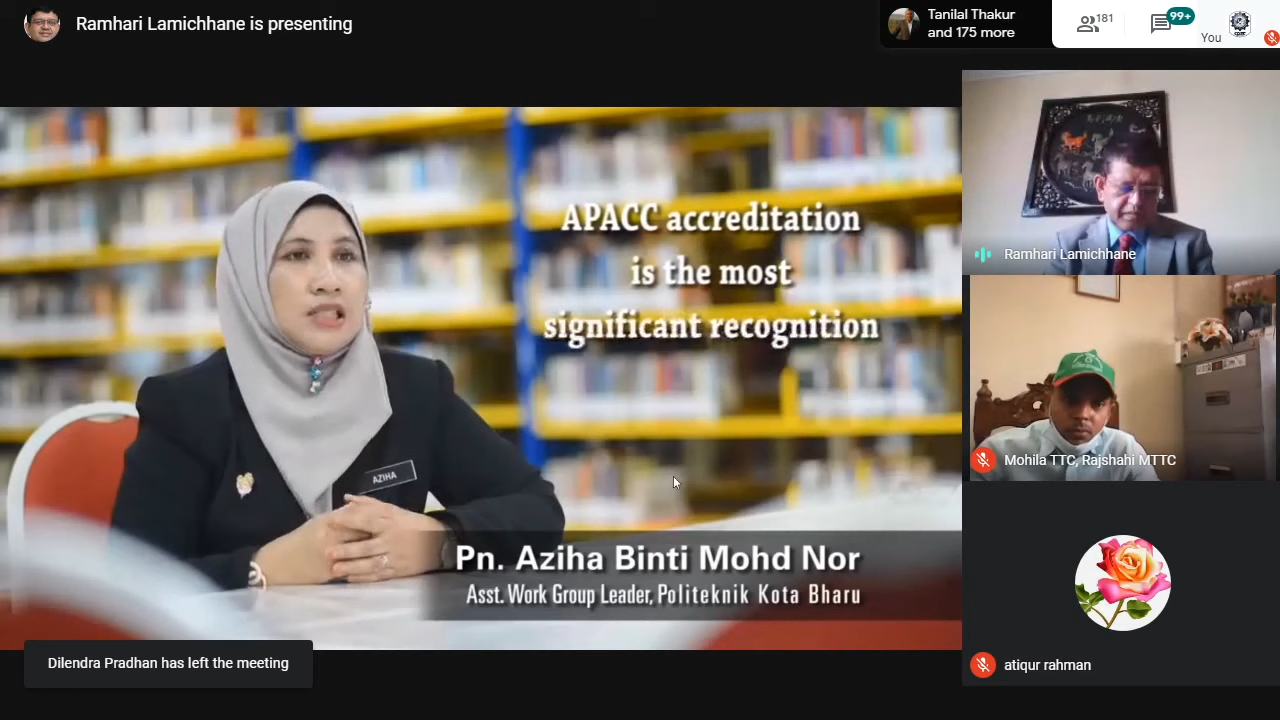 Ramhari Lamichhane is presenting
Tanilal Thakur
and 175 more
181
99+
You
APACC accreditation
is the most
significant recognition
Ramhari Lamichhane
AZIHA
Mohila TTC, Rajshahi MTTC
Pn. Aziha Binti Mohd Nor
Asst. Work Group Leader, Politeknik Kota Bharu
Dilendra Pradhan has left the meeting
atiqur rahman